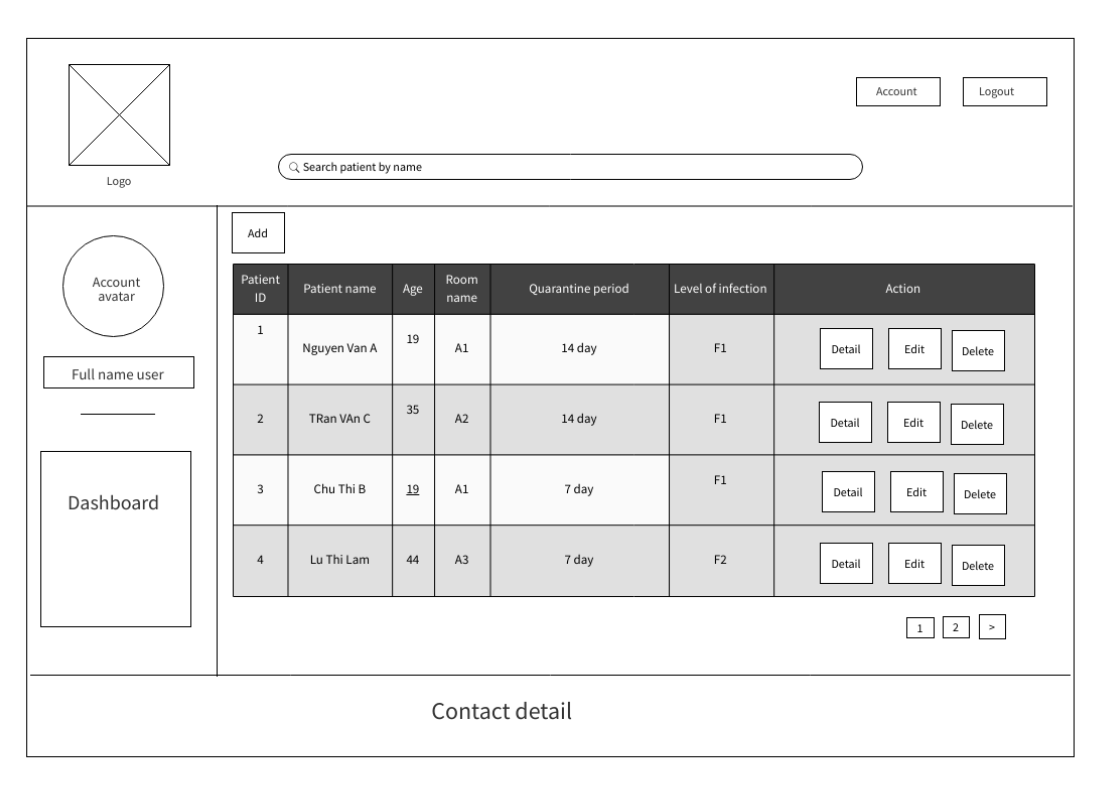 Account
Logout
Logo
Search patient by name
Add
Account
avatar
Full name user
Dashboard
Patient ID Patient name Age Room name Quarantine period Level of infection Action
1 Nguyen Van A 19 A1 14 day F1 Detail Edit Delete
2 TRan VAn C 35 A2 14 day F1 Detail Edit Delete
3 Chu Thi B 19 A1 7 day F1 Detail Edit Delete
4 Lu Thi Lam 44 A3 7 day F2 Detail Edit Delete
1 2 >
Contact detail